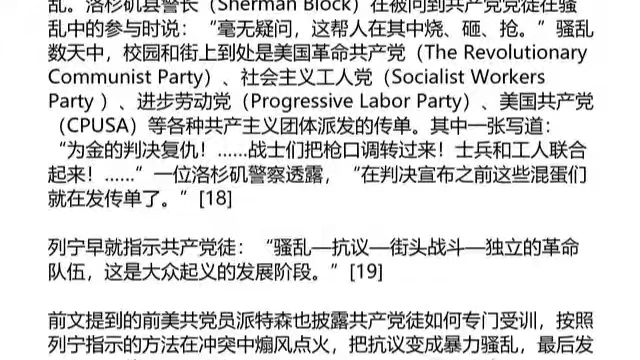 乱。洛杉矶县警长（Sherman Block）在被问到共产党党徒在骚
乱中的参与时说：“毫无疑问，这帮人在其中烧、砸、抢。”骚乱
数天中，校园和街上到处是美国革命共产党（The Revolutionary
Communist Party）、社会主义工人党（Socialist Workers
Party ）、进步劳动党（Progressive Labor Party）、美国共产党
（CPUSA）等各种共产主义团体派发的传单。其中一张写道：
“为金的判决复仇！……战士们把枪口调转过来！士兵和工人联合
起来！……”一位洛杉矶警察透露，“在判决宣布之前这些混蛋们
就在发传单了。”[18]
列宁早就指示共产党徒：“骚乱—抗议—街头战斗—独立的革命
队伍，这是大众起义的发展阶段。”[19]
前文提到的前美共党员派特森也披露共产党徒如何专门受训，按照
列宁指示的方法在冲突中煽风点火，把抗议变成暴力骚乱，最后发